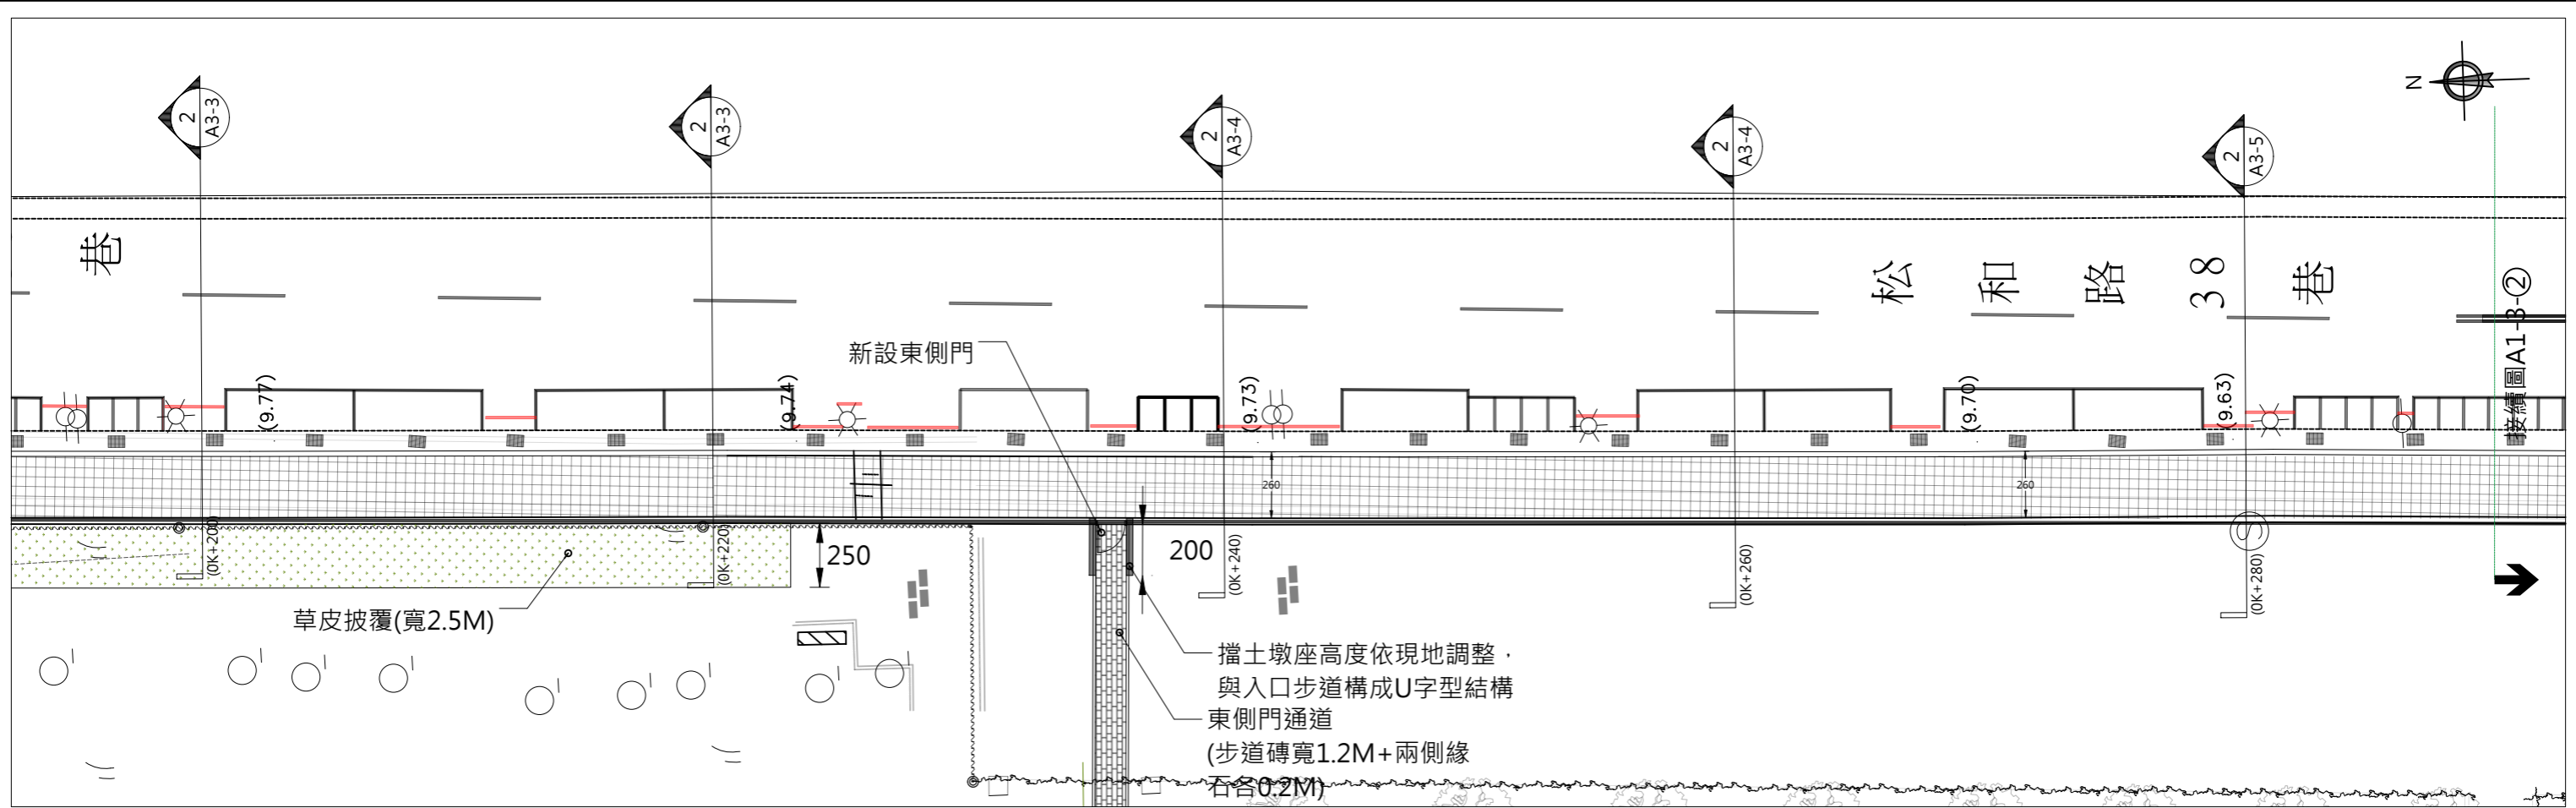 2
A3-3
2
A3-3
2
A3-4
2
A3-4
2
A3-5
N
巷
松和路38巷
接續圖A1-3-②
新設東側門
(9.77)
(9.74)
(9.73)
(9.70)
(9.63)
260
260
(0K+200)
(0K+220)
(0K+240)
(0K+260)
(0K+280)
S
250
200
草皮披覆(寬2.5M)
擋土墩座高度依現地調整，
與入口步道構成U字型結構
東側門通道
(步道磚寬1.2M+兩側緣
石各0.2M)